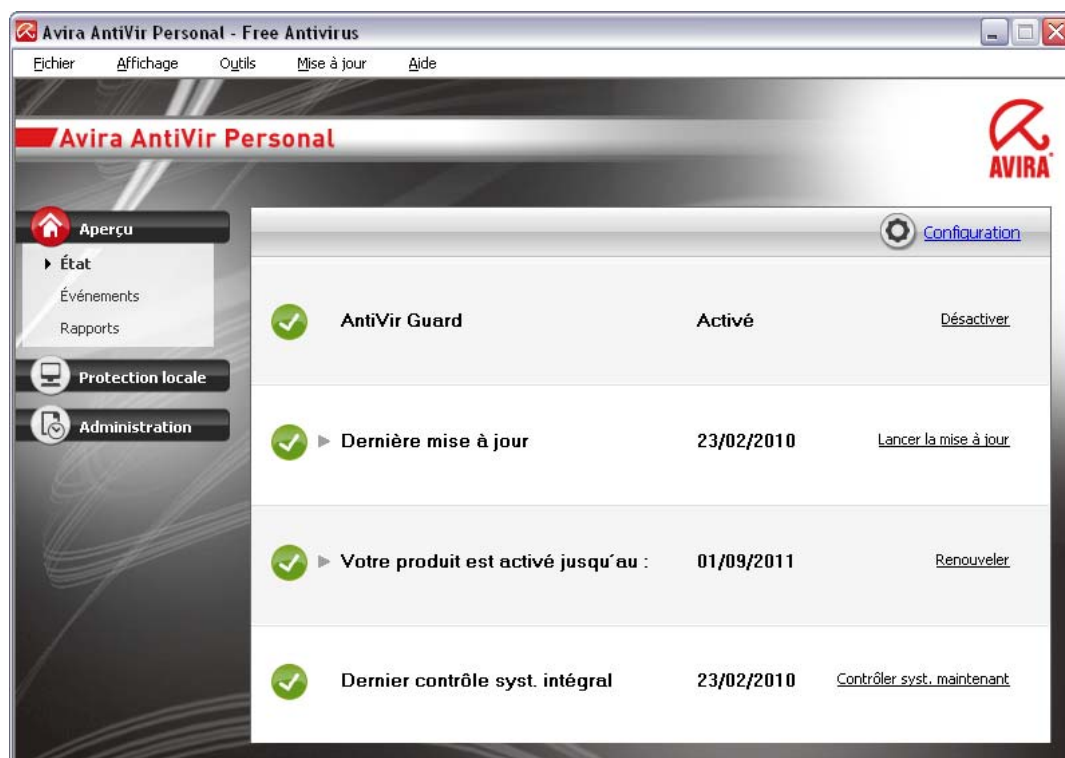 Avira AntiVir Personal - Free Antivirus
Fichier Affichage Outils Mise à jour Aide
Avira AntiVir Personal
AVIRA
Aperçu
État
Événements
Rapports
Protection locale
Administration
Configuration
AntiVir Guard Activé Désactiver
Dernière mise à jour 23/02/2010 Lancer la mise à jour
Votre produit est activé jusqu´au : 01/09/2011 Renouveler
Dernier contrôle syst. intégral 23/02/2010 Contrôler syst. maintenant